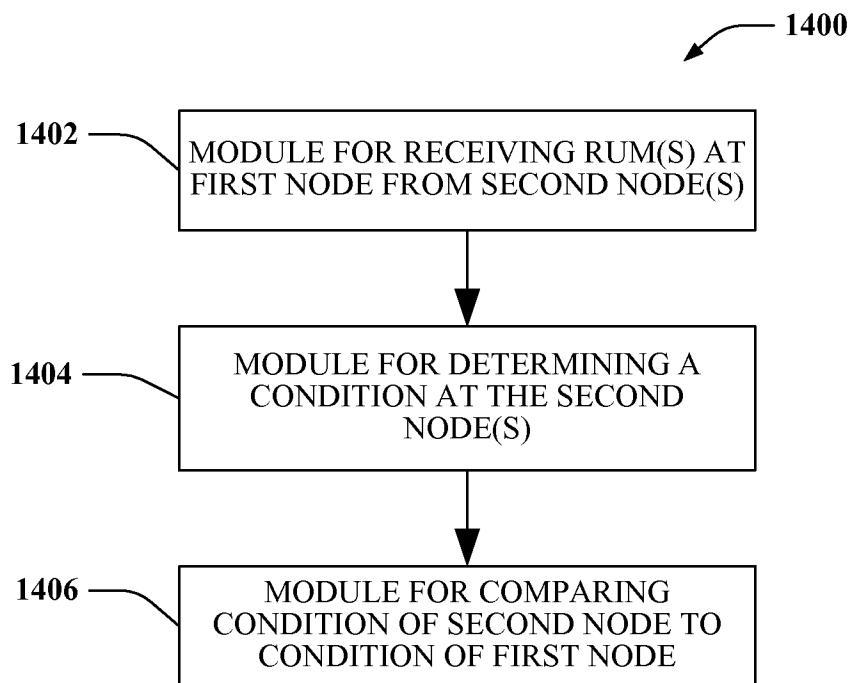 1400
1402
MODULE FOR RECEIVING RUM(S) AT
FIRST NODE FROM SECOND NODE(S)
1404
MODULE FOR DETERMINING A
CONDITION AT THE SECOND
NODE(S)
1406
MODULE FOR COMPARING
CONDITION OF SECOND NODE TO
CONDITION OF FIRST NODE